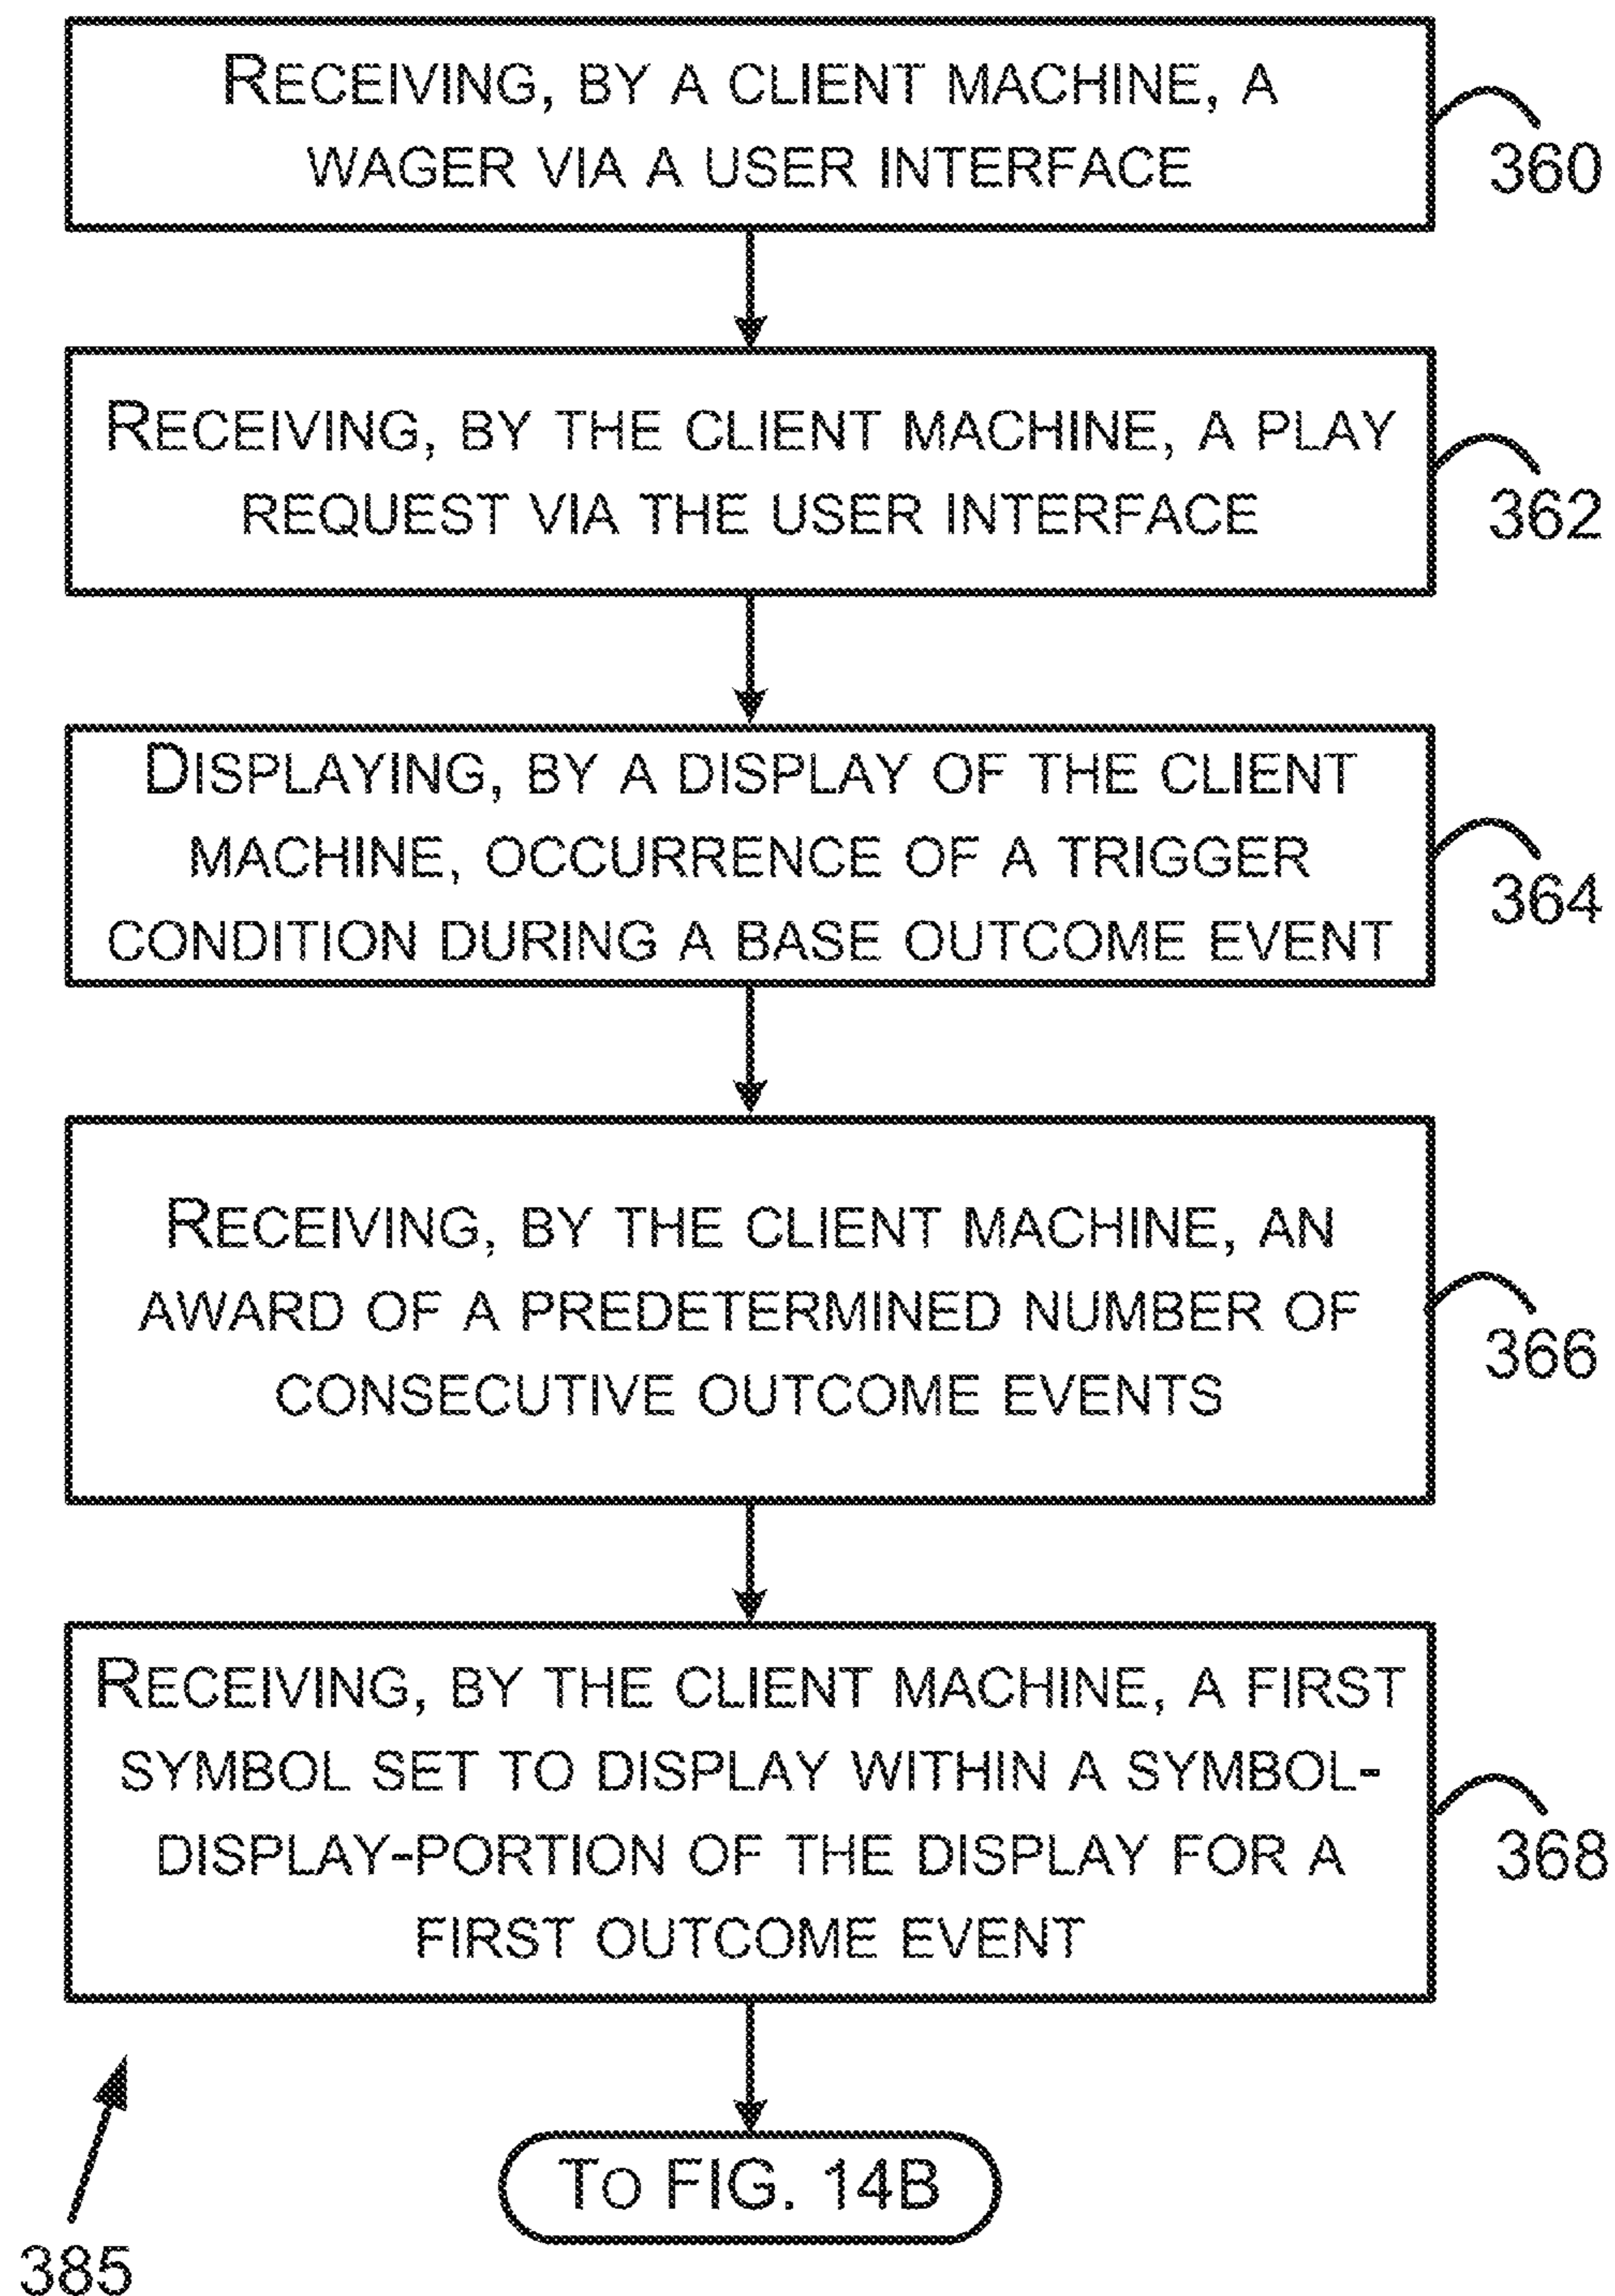 RECEIVING, BY A CLIENT MACHINE, A
WAGER VIA A USER INTERFACE
360
RECEIVING, BY THE CLIENT MACHINE, A PLAY
REQUEST VIA THE USER INTERFACE
362
DISPLAYING, BY A DISPLAY OF THE CLIENT
MACHINE, OCCURRENCE OF A TRIGGER
CONDITION DURING A BASE OUTCOME EVENT
364
RECEIVING, BY THE CLIENT MACHINE, AN
AWARD OF A PREDETERMINED NUMBER OF
CONSECUTIVE OUTCOME EVENTS
366
RECEIVING, BY THE CLIENT MACHINE, A FIRST
SYMBOL SET TO DISPLAY WITHIN A SYMBOL-
DISPLAY-PORTION OF THE DISPLAY FOR A
FIRST OUTCOME EVENT
368
TO FIG. 14B
385